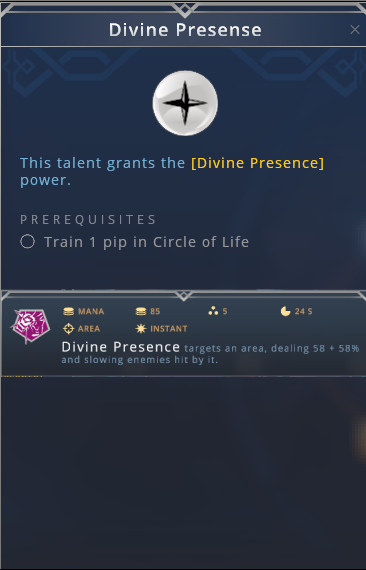 Divine Presense
This talent grants the [Divine Presence]
power.
PREREQUISITES
Train 1 pip in Circle of Life
MANA 85 5 24 S
AREA INSTANT
Divine Presence targets an area, dealing 58 + 58%
and slowing enemies hit by it.